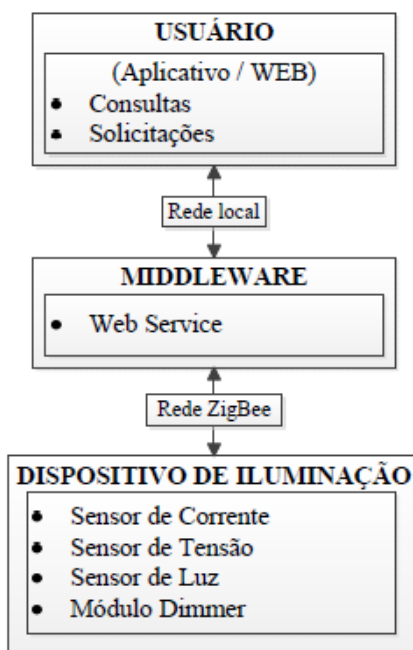 USUÁRIO
(Aplicativo / WEB)
• Consultas
• Solicitações
Rede local
MIDDLEWARE
• Web Service
Rede ZigBee
DISPOSITIVO DE ILUMINAÇÃO
• Sensor de Corrente
• Sensor de Tensão
• Sensor de Luz
• Módulo Dimmer